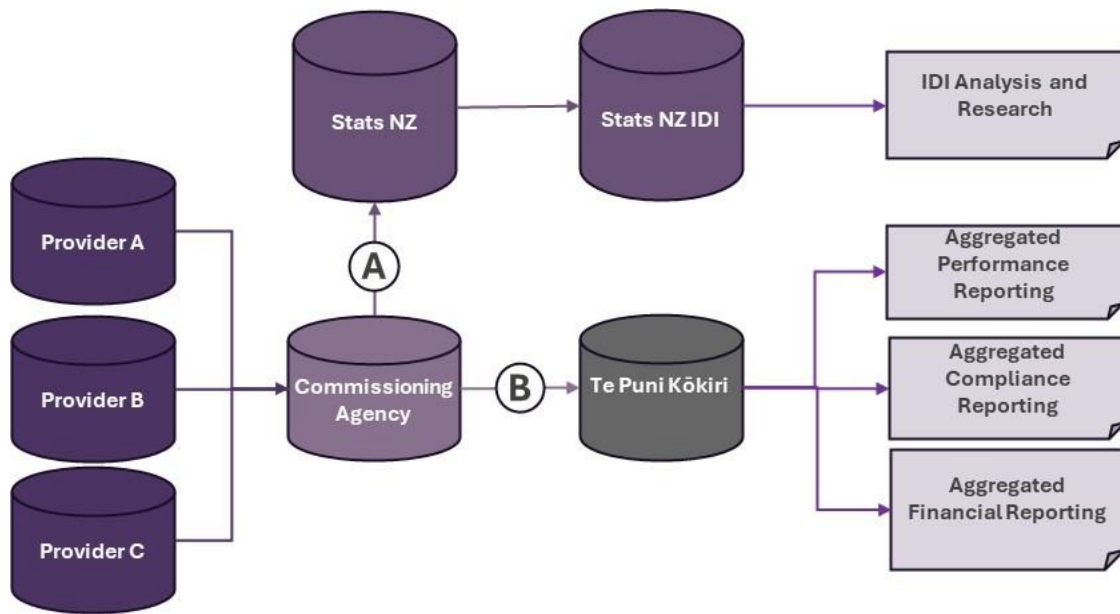 Stats NZ
Stats NZ IDI
IDI Analysis and
Research
Provider A
A
Aggregated
Performance
Reporting
Provider B
Commissioning
Agency
B
Te Puni Kōkiri
Aggregated
Compliance
Reporting
Provider C
Aggregated
Financial Reporting